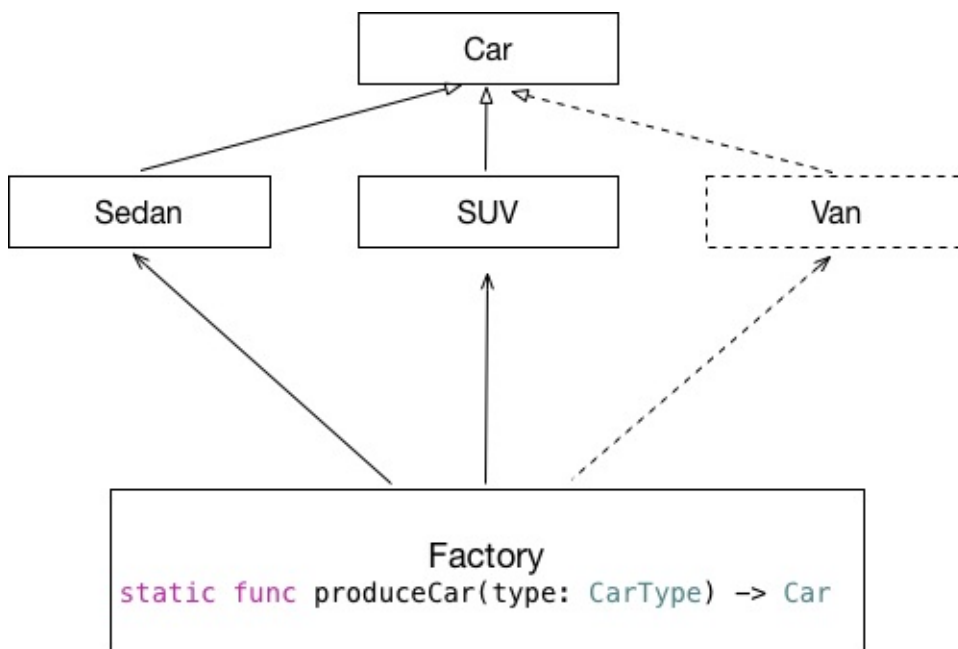 Car
Sedan
SUV
Van
Factory
static func produceCar(type: CarType) -> Car